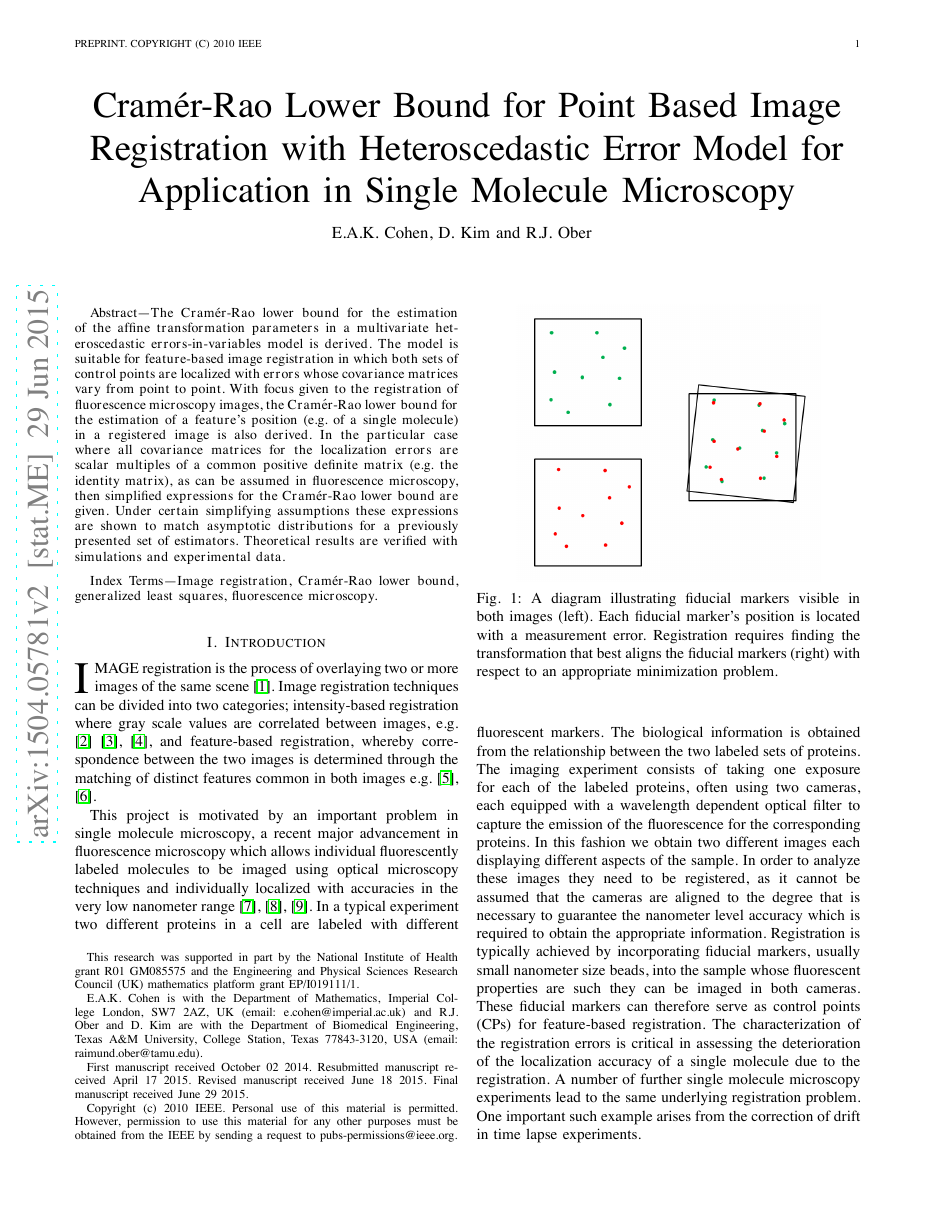 PREPRINT. COPYRIGHT (C) 2010 IEEE 1
Cramér-Rao Lower Bound for Point Based Image
Registration with Heteroscedastic Error Model for
Application in Single Molecule Microscopy
E.A.K. Cohen, D. Kim and R.J. Ober
arXiv:1504.05781v2 [stat.ME] 29 Jun 2015
Abstract—The Cramér-Rao lower bound for the estimation
of the affine transformation parameters in a multivariate het-
eroscedastic errors-in-variables model is derived. The model is
suitable for feature-based image registration in which both sets of
control points are localized with errors whose covariance matrices
vary from point to point. With focus given to the registration of
fluorescence microscopy images, the Cramér-Rao lower bound for
the estimation of a feature's position (e.g. of a single molecule)
in a registered image is also derived. In the particular case
where all covariance matrices for the localization errors are
scalar multiples of a common positive definite matrix (e.g. the
identity matrix), as can be assumed in fluorescence microscopy,
then simplified expressions for the Cramér-Rao lower bound are
given. Under certain simplifying assumptions these expressions
are shown to match asymptotic distributions for a previously
presented set of estimators. Theoretical results are verified with
simulations and experimental data.
Index Terms—Image registration, Cramér-Rao lower bound,
generalized least squares, fluorescence microscopy.
I. INTRODUCTION
IMAGE registration is the process of overlaying two or more
images of the same scene [1]. Image registration techniques
can be divided into two categories; intensity-based registration
where gray scale values are correlated between images, e.g.
[2] [3], [4], and feature-based registration, whereby corre-
spondence between the two images is determined through the
matching of distinct features common in both images e.g. [5],
[6].
This project is motivated by an important problem in
single molecule microscopy, a recent major advancement in
fluorescence microscopy which allows individual fluorescently
labeled molecules to be imaged using optical microscopy
techniques and individually localized with accuracies in the
very low nanometer range [7], [8], [9]. In a typical experiment
two different proteins in a cell are labeled with different
This research was supported in part by the National Institute of Health
grant R01 GM085575 and the Engineering and Physical Sciences Research
Council (UK) mathematics platform grant EP/I019111/1.
E.A.K. Cohen is with the Department of Mathematics, Imperial Col-
lege London, SW7 2AZ, UK (email: e.cohen@imperial.ac.uk) and R.J.
Ober and D. Kim are with the Department of Biomedical Engineering,
Texas A&M University, College Station, Texas 77843-3120, USA (email:
raimund.ober@tamu.edu).
First manuscript received October 02 2014. Resubmitted manuscript re-
ceived April 17 2015. Revised manuscript received June 18 2015. Final
manuscript received June 29 2015.
Copyright (c) 2010 IEEE. Personal use of this material is permitted.
However, permission to use this material for any other purposes must be
obtained from the IEEE by sending a request to pubs-permissions@ieee.org.
Fig. 1: A diagram illustrating fiducial markers visible in
both images (left). Each fiducial marker's position is located
with a measurement error. Registration requires finding the
transformation that best aligns the fiducial markers (right) with
respect to an appropriate minimization problem.
fluorescent markers. The biological information is obtained
from the relationship between the two labeled sets of proteins.
The imaging experiment consists of taking one exposure
for each of the labeled proteins, often using two cameras,
each equipped with a wavelength dependent optical filter to
capture the emission of the fluorescence for the corresponding
proteins. In this fashion we obtain two different images each
displaying different aspects of the sample. In order to analyze
these images they need to be registered, as it cannot be
assumed that the cameras are aligned to the degree that is
necessary to guarantee the nanometer level accuracy which is
required to obtain the appropriate information. Registration is
typically achieved by incorporating fiducial markers, usually
small nanometer size beads, into the sample whose fluorescent
properties are such they can be imaged in both cameras.
These fiducial markers can therefore serve as control points
(CPs) for feature-based registration. The characterization of
the registration errors is critical in assessing the deterioration
of the localization accuracy of a single molecule due to the
registration. A number of further single molecule microscopy
experiments lead to the same underlying registration problem.
One important such example arises from the correction of drift
in time lapse experiments.